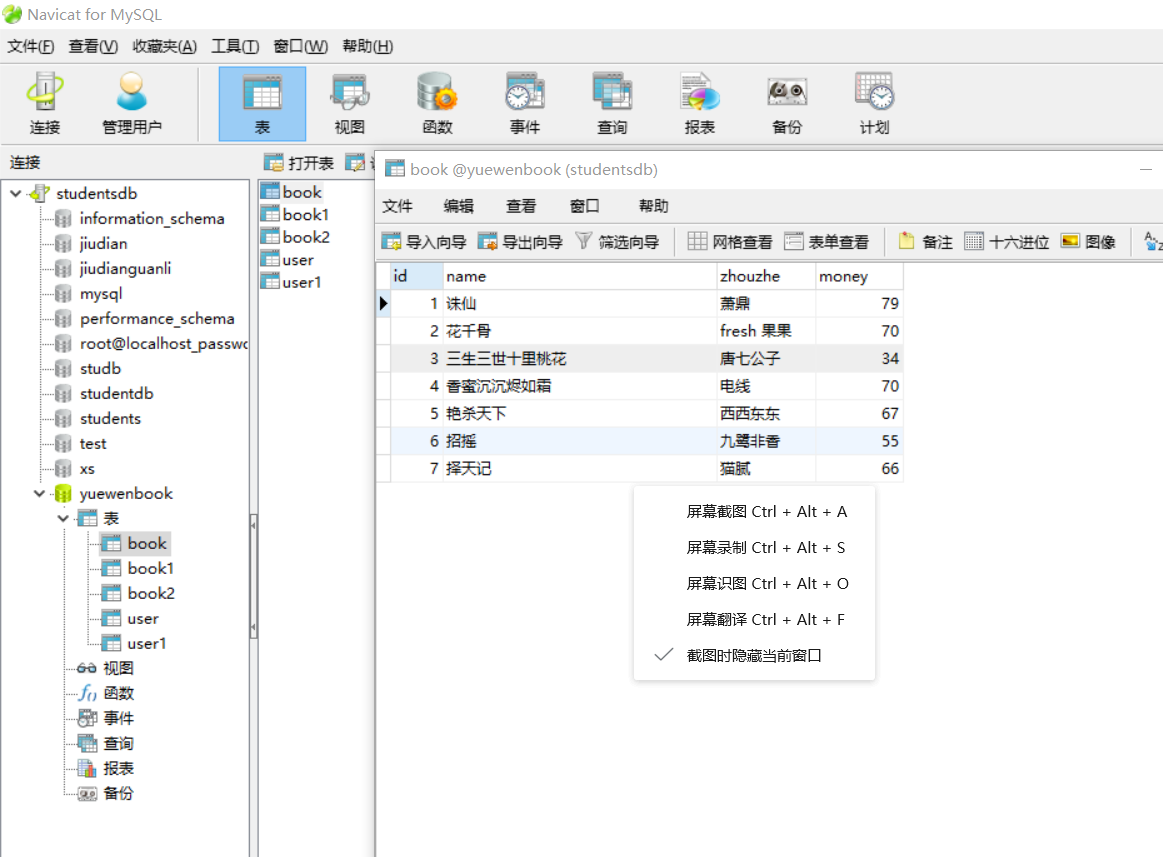 Navicat for MySQL
文件(F) 查看(V) 收藏夹(A) 工具(T) 窗口(W) 帮助(H)
连接 管理用户 表 视图 函数 事件 查询 报表 备份 计划
连接
studentsdb
information_schema
jiudian
jiudianguanli
mysql
performance_schema
root@localhost_passwo
studb
studentdb
students
test
xs
yuewenbook
表
book
book1
book2
user
user1
视图
函数
事件
查询
报表
备份
打开表
book
book1
book2
user
user1
book @yuewenbook (studentsdb)
文件 编辑 查看 窗口 帮助
导入向导 导出向导 筛选向导 网格查看 表单查看 备注 十六进位 图像
id name zhouzhe money
1 诛仙 萧鼎 79
2 花千骨 fresh 果果 70
3 三生三世十里桃花 唐七公子 34
4 香蜜沉沉烬如霜 电线 70
5 艳杀天下 西西东东 67
6 招摇 九鹭非香 55
7 择天记 猫腻 66
屏幕截图 Ctrl + Alt + A
屏幕录制 Ctrl + Alt + S
屏幕识图 Ctrl + Alt + O
屏幕翻译 Ctrl + Alt + F
截图时隐藏当前窗口